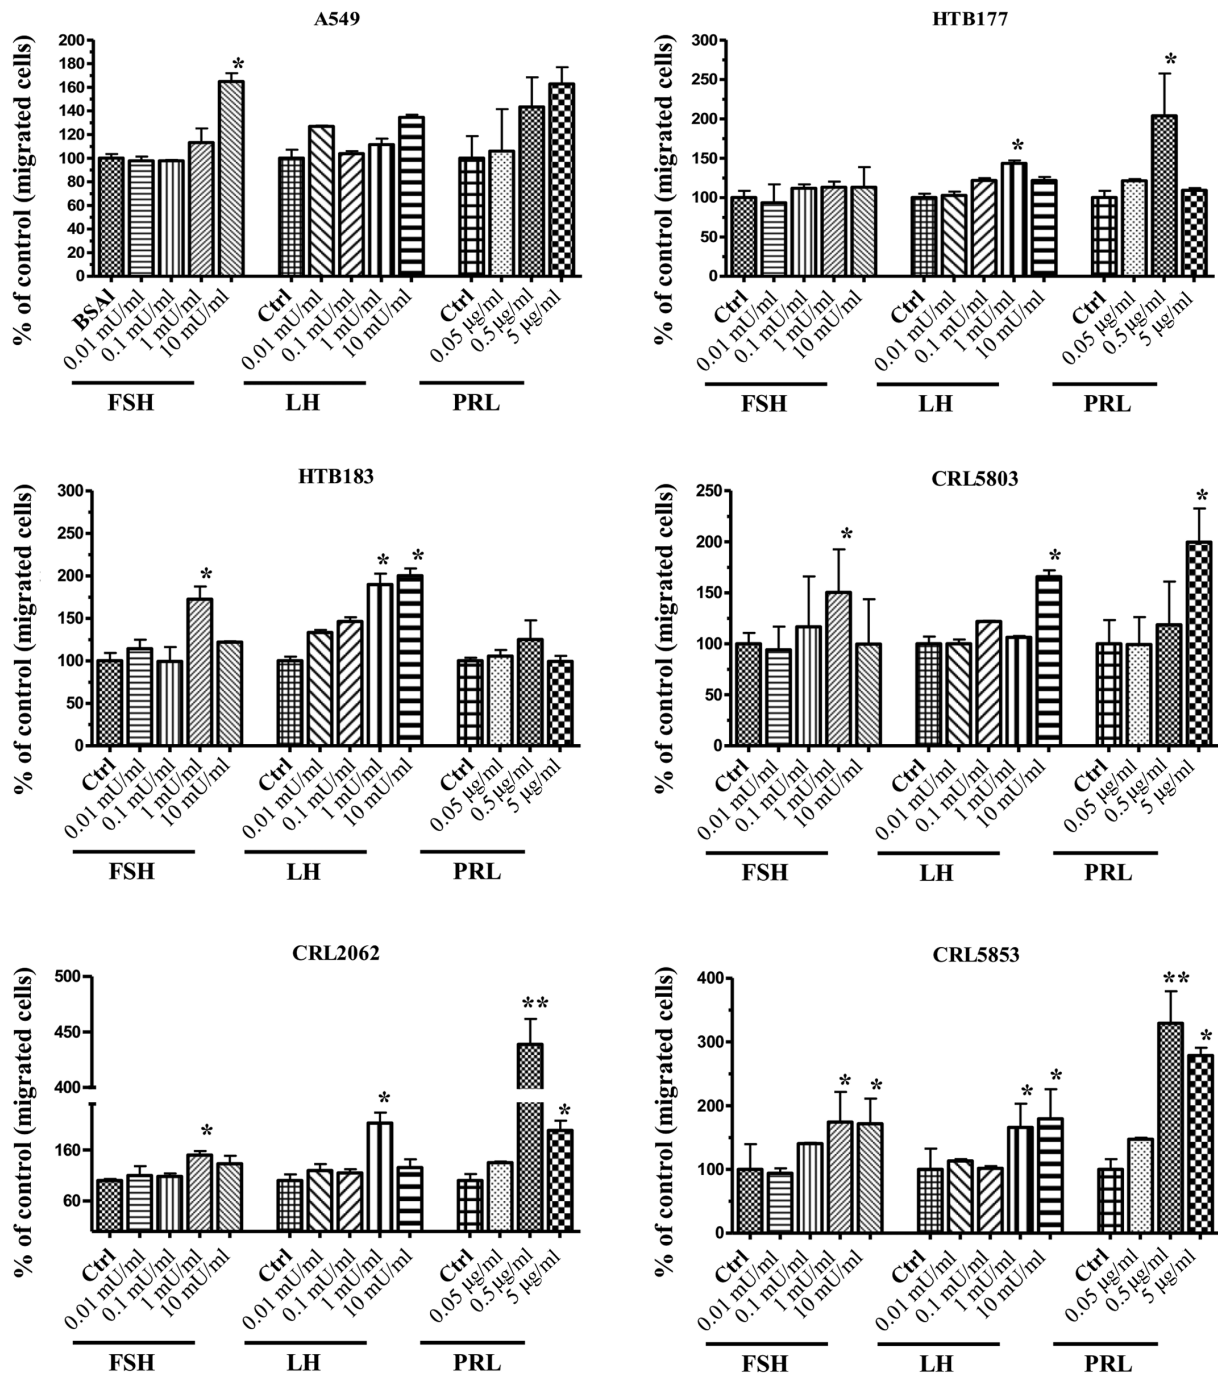 A549
% of control (migrated cells)
200
180
160
140
120
100
80
60
40
20
0
*
BSAl 0.01 mU/ml 0.1 mU/ml 1 mU/ml 10 mU/ml Ctrl 0.01 mU/ml 0.1 mU/ml 1 mU/ml 10 mU/ml Ctrl 0.05 µg/ml 0.5 µg/ml 5 µg/ml
FSH LH PRL
HTB177
% of control (migrated cells)
300
250
200
150
100
50
0
* *
Ctrl 0.01 mU/ml 0.1 mU/ml 1 mU/ml 10 mU/ml Ctrl 0.01 mU/ml 0.1 mU/ml 1 mU/ml 10 mU/ml Ctrl 0.05 µg/ml 0.5 µg/ml 5 µg/ml
FSH LH PRL
HTB183
% of control (migrated cells)
300
250
200
150
100
50
0
* * *
Ctrl 0.01 mU/ml 0.1 mU/ml 1 mU/ml 10 mU/ml Ctrl 0.01 mU/ml 0.1 mU/ml 1 mU/ml 10 mU/ml Ctrl 0.05 µg/ml 0.5 µg/ml 5 µg/ml
FSH LH PRL
CRL5803
% of control (migrated cells)
250
200
150
100
50
0
* * *
Ctrl 0.01 mU/ml 0.1 mU/ml 1 mU/ml 10 mU/ml Ctrl 0.01 mU/ml 0.1 mU/ml 1 mU/ml 10 mU/ml Ctrl 0.05 µg/ml 0.5 µg/ml 5 µg/ml
FSH LH PRL
CRL2062
% of control (migrated cells)
500
450
400
160
60
* * ** *
Ctrl 0.01 mU/ml 0.1 mU/ml 1 mU/ml 10 mU/ml Ctrl 0.01 mU/ml 0.1 mU/ml 1 mU/ml 10 mU/ml Ctrl 0.05 µg/ml 0.5 µg/ml 5 µg/ml
FSH LH PRL
CRL5853
% of control (migrated cells)
400
300
200
100
0
* * * * ** *
Ctrl 0.01 mU/ml 0.1 mU/ml 1 mU/ml 10 mU/ml Ctrl 0.01 mU/ml 0.1 mU/ml 1 mU/ml 10 mU/ml Ctrl 0.05 µg/ml 0.5 µg/ml 5 µg/ml
FSH LH PRL